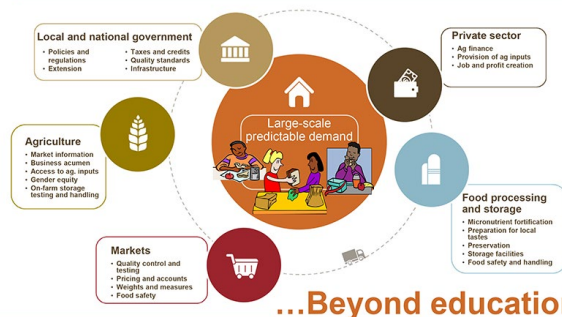 Local and national government
• Policies and regulations
• Extension
• Taxes and credits
• Quality standards
• Infrastructure
Private sector
• Ag finance
• Provision of ag inputs
• Job and profit creation
Large-scale
predictable demand
Agriculture
• Market information
• Business acumen
• Access to ag. inputs
• Gender equity
• On-farm storage
testing and handling
Food processing
and storage
• Micronutrient fortification
• Preparation for local
tastes
• Preservation
• Storage facilities
• Food safety and handling
Markets
• Quality control and
testing
• Pricing and accounts
• Weights and measures
• Food safety
...Beyond education